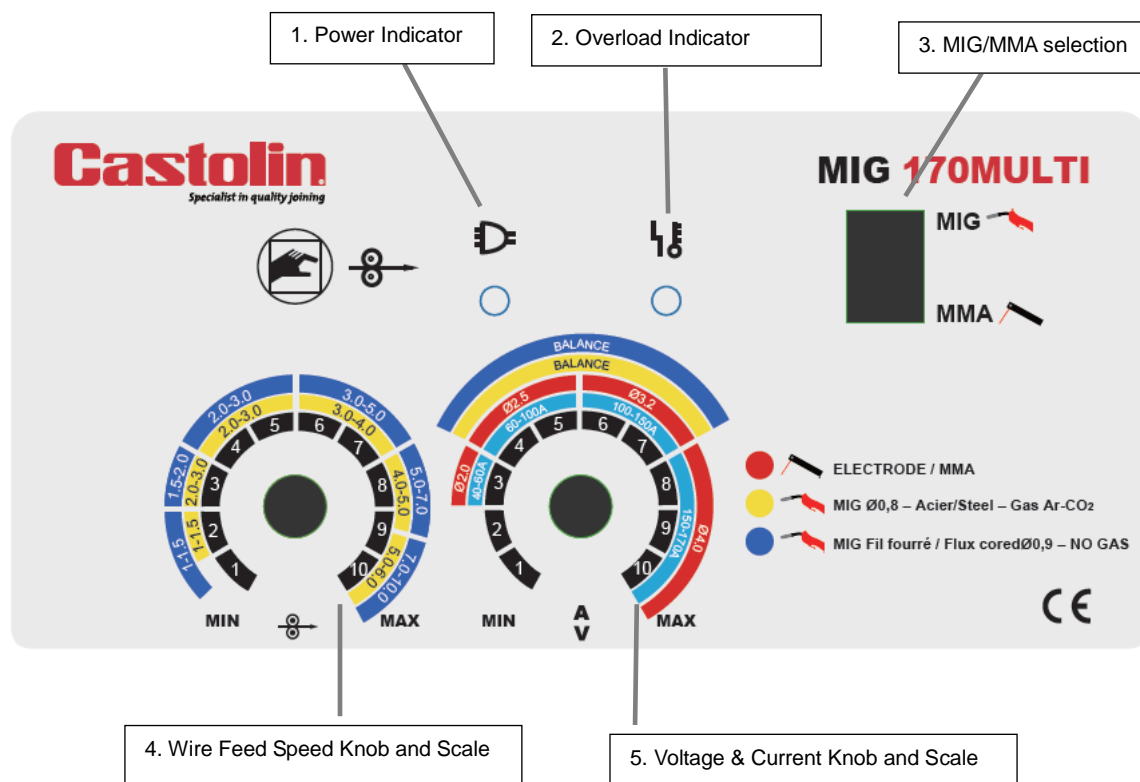 1. Power Indicator
2. Overload Indicator
3. MIG/MMA selection
Castolin
Specialist in quality joining
MIG 170MULTI
MIG
MMA
1-1.5
1.5-2.0
2.0-3.0
3.0-5.0
5.0-7.0
7.0-10.0
1-1.5
2.0-3.0
2.0-3.0
3.0-4.0
4.0-5.0
5.0-6.0
1 2 3 4 5 6 7 8 9 10
MIN
MAX
BALANCE
BALANCE
Ø2.0
Ø2.5
Ø3.2
Ø4.0
40-60A
60-100A
100-150A
150-170A
1 2 3 4 5 6 7 8 9 10
MIN
A
V
MAX
ELECTRODE / MMA
MIG Ø0,8 – Acier/Steel – Gas Ar-CO₂
MIG Fil fourré / Flux coredØ0,9 – NO GAS
CE
4. Wire Feed Speed Knob and Scale
5. Voltage & Current Knob and Scale